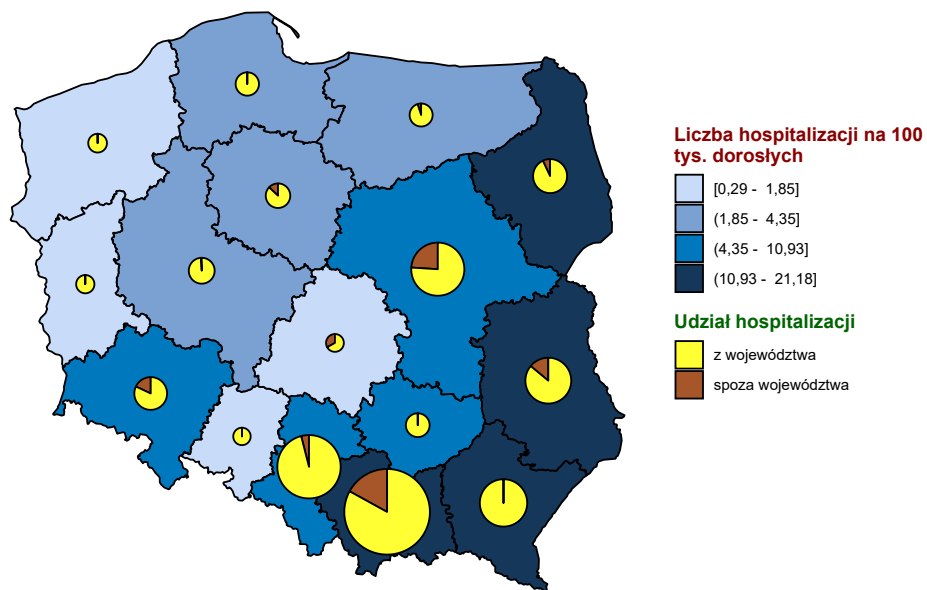 Liczba hospitalizacji na 100
tys. dorosłych
[0,29 - 1,85]
(1,85 - 4,35]
(4,35 - 10,93]
(10,93 - 21,18]
Udział hospitalizacji
z województwa
spoza województwa